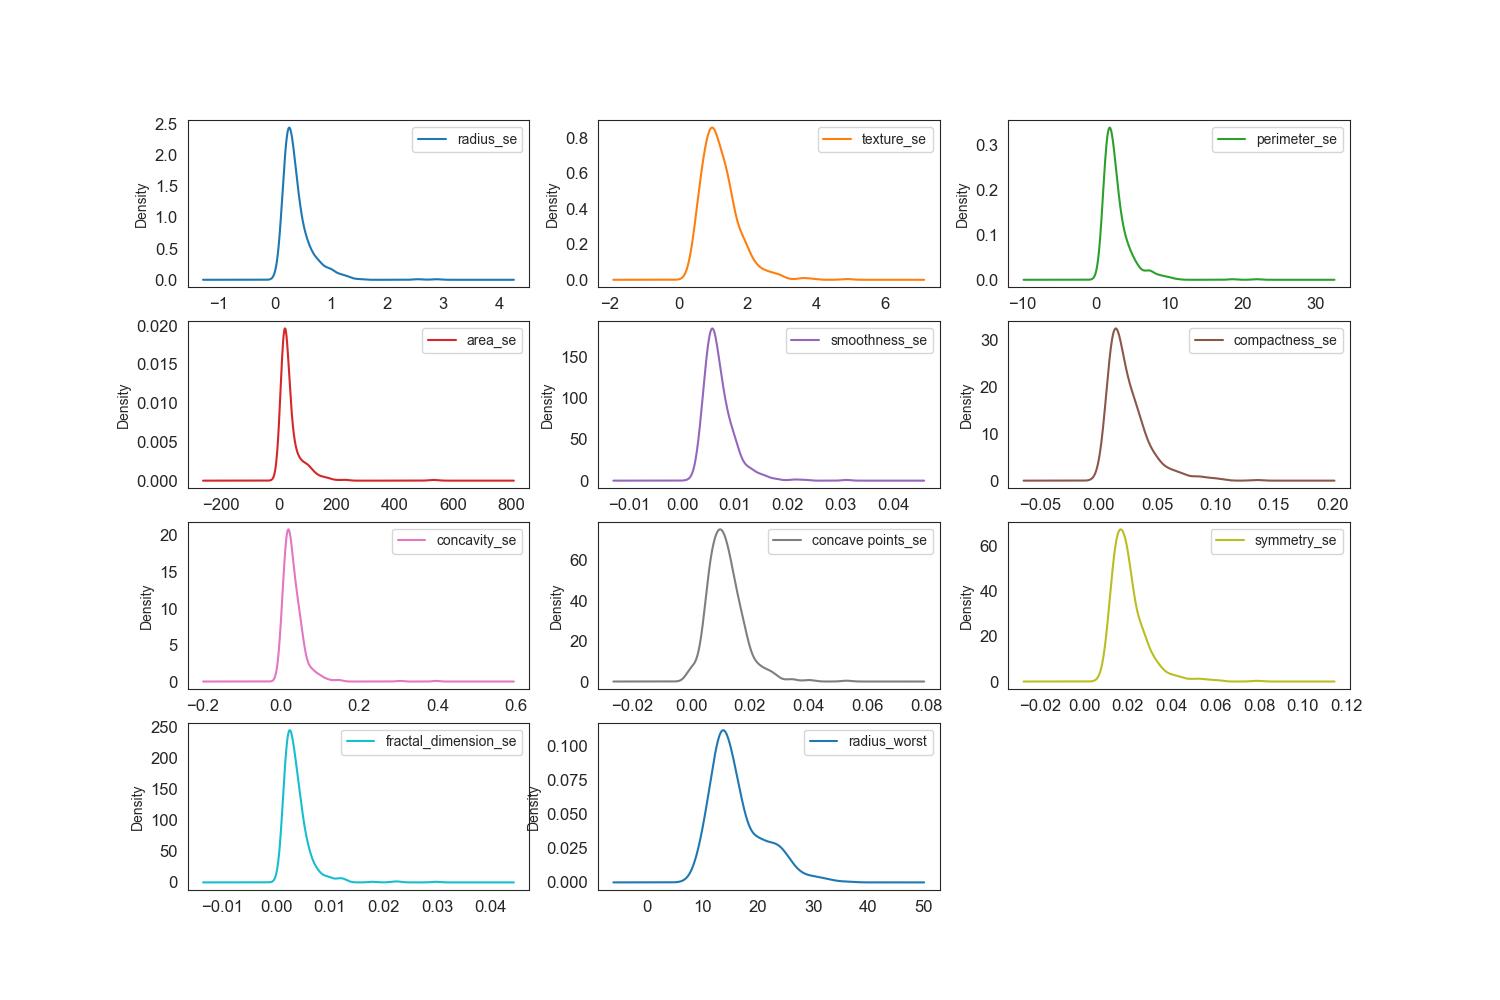 2.5
2.0
1.5
1.0
0.5
0.0
Density
radius_se
−1 0 1 2 3 4
0.8
0.6
0.4
0.2
0.0
Density
texture_se
−2 0 2 4 6
0.3
0.2
0.1
0.0
Density
perimeter_se
−10 0 10 20 30
0.020
0.015
0.010
0.005
0.000
Density
area_se
−200 0 200 400 600 800
150
100
50
0
Density
smoothness_se
−0.01 0.00 0.01 0.02 0.03 0.04
30
20
10
0
Density
compactness_se
−0.05 0.00 0.05 0.10 0.15 0.20
20
15
10
5
0
Density
concavity_se
−0.2 0.0 0.2 0.4 0.6
60
40
20
0
Density
concave points_se
−0.02 0.00 0.02 0.04 0.06 0.08
60
40
20
0
Density
symmetry_se
−0.02 0.00 0.02 0.04 0.06 0.08 0.10 0.12
250
200
150
100
50
0
Density
fractal_dimension_se
−0.01 0.00 0.01 0.02 0.03 0.04
0.100
0.075
0.050
0.025
0.000
Density
radius_worst
0 10 20 30 40 50